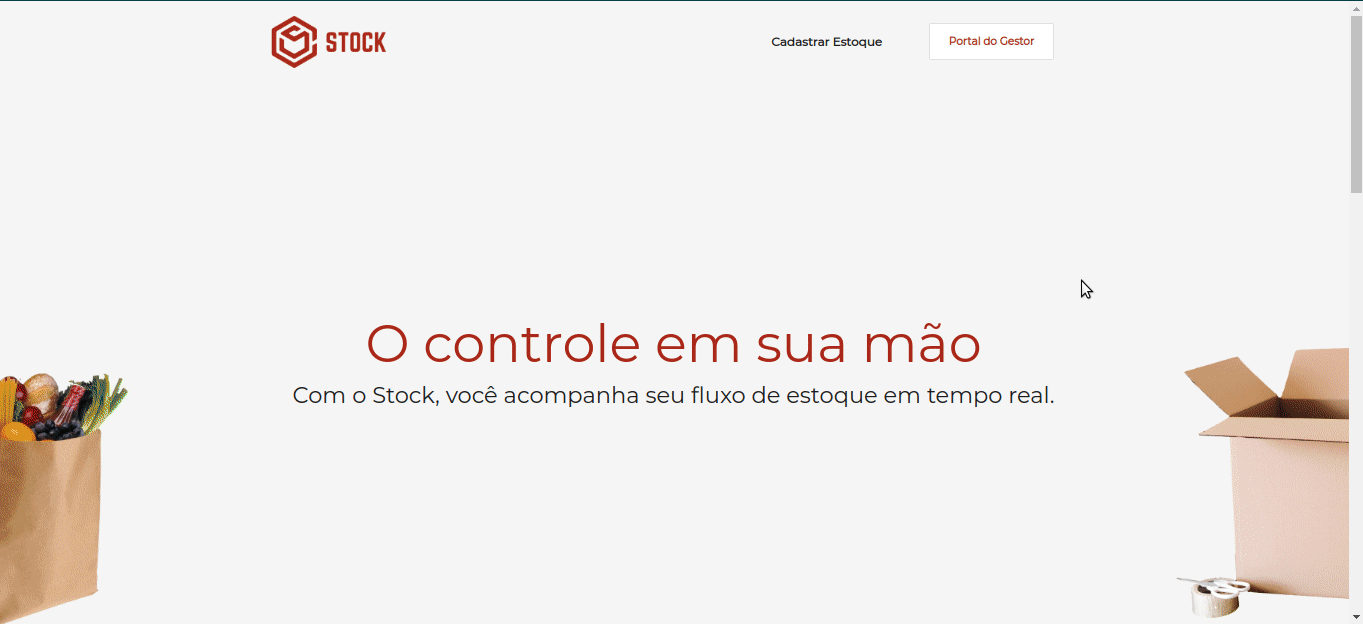 STOCK
Cadastrar Estoque
Portal do Gestor
O controle em sua mão
Com o Stock, você acompanha seu fluxo de estoque em tempo real.